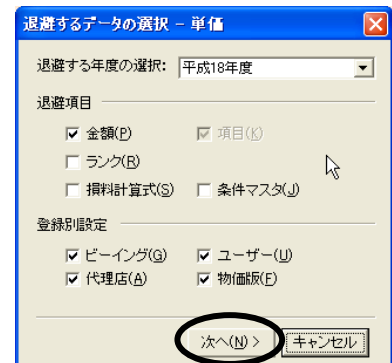 退避するデータの選択 － 単価
退避する年度の選択: 平成18年度
退避項目
金額(P) 項目(K)
ランク(R)
損料計算式(S) 条件マスタ(J)
登録別設定
ビーイング(G) ユーザー(U)
代理店(A) 物価版(F)
次へ(N) > キャンセル